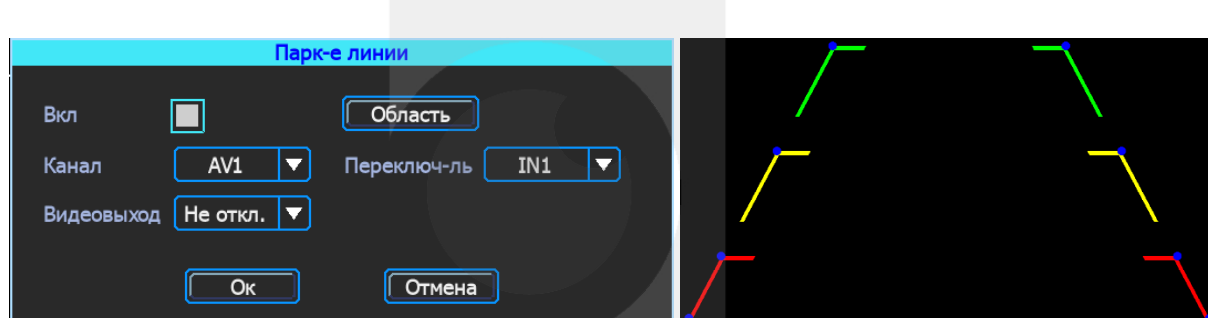 Парк-е линии
Вкл Область
Канал AV1 Переключ-ль IN1
Видеовыход Не откл.
Ок Отмена